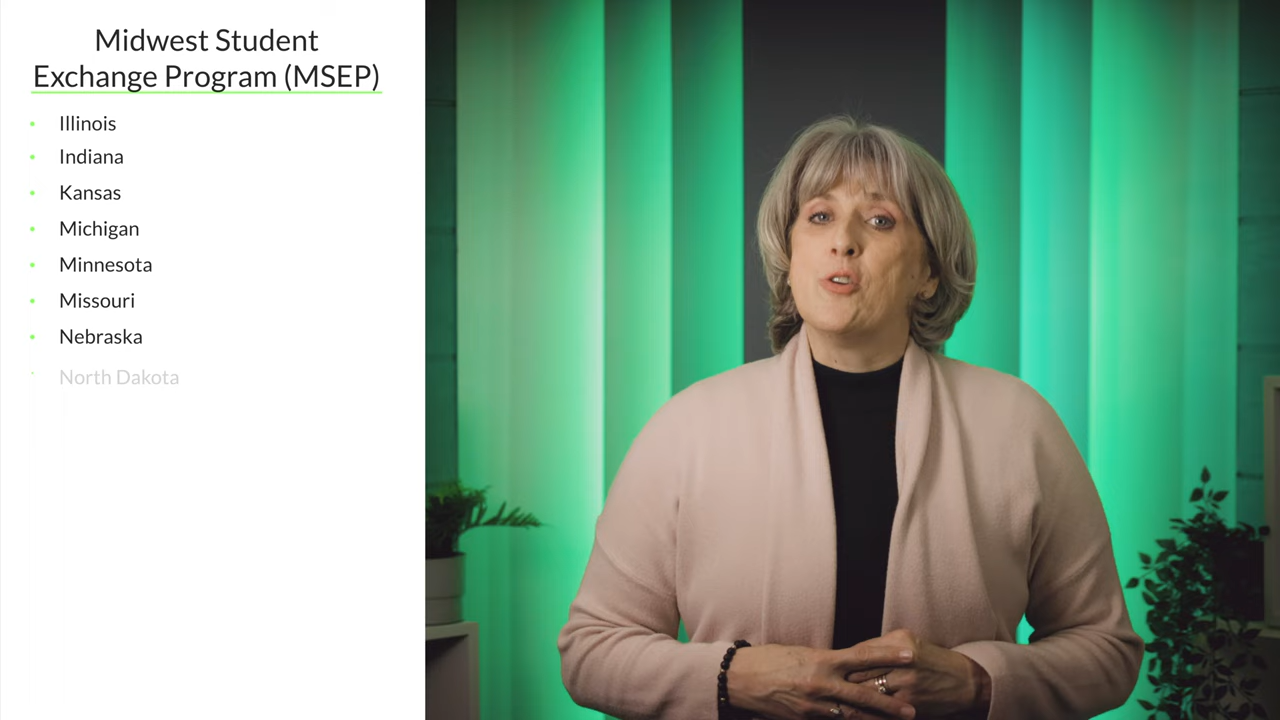 Midwest Student
Exchange Program (MSEP)
Illinois
Indiana
Kansas
Michigan
Minnesota
Missouri
Nebraska
North Dakota